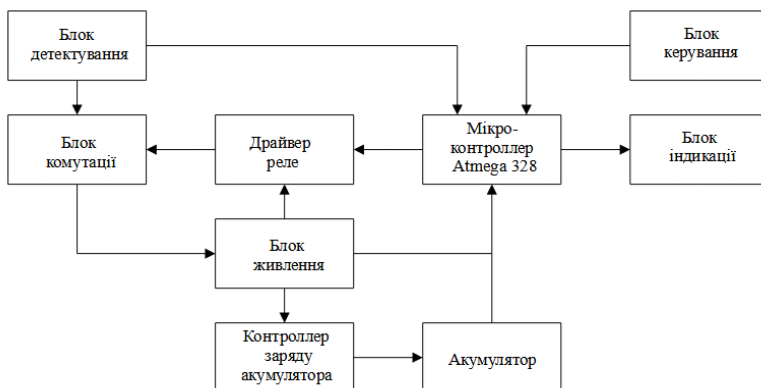 Блок
детектування
Блок
керування
Блок
комутації
Драйвер
реле
Мікро-
контроллер
Atmega 328
Блок
індикації
Блок
живлення
Контроллер
заряду
акумулятора
Акумулятор